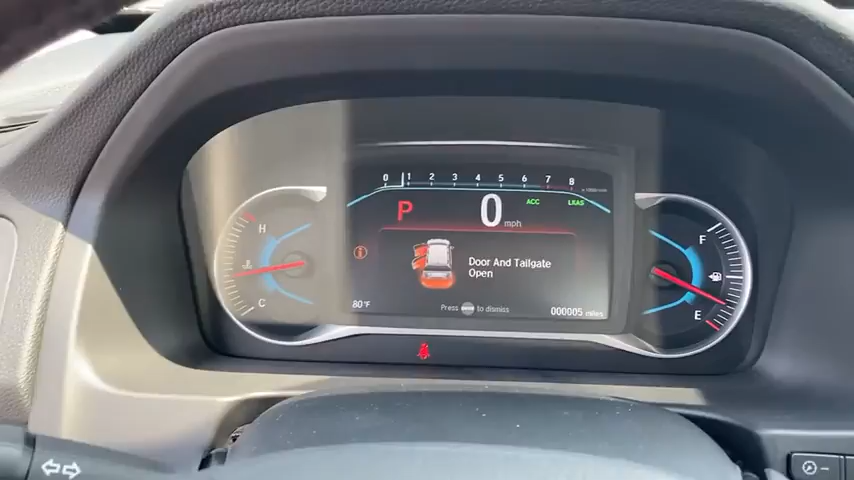 0 1 2 3 4 5 6 7 8
P 0 mph ACC LKAS
H
C
Door And Tailgate
Open
F
E
80°F
Press to dismiss
000005 miles